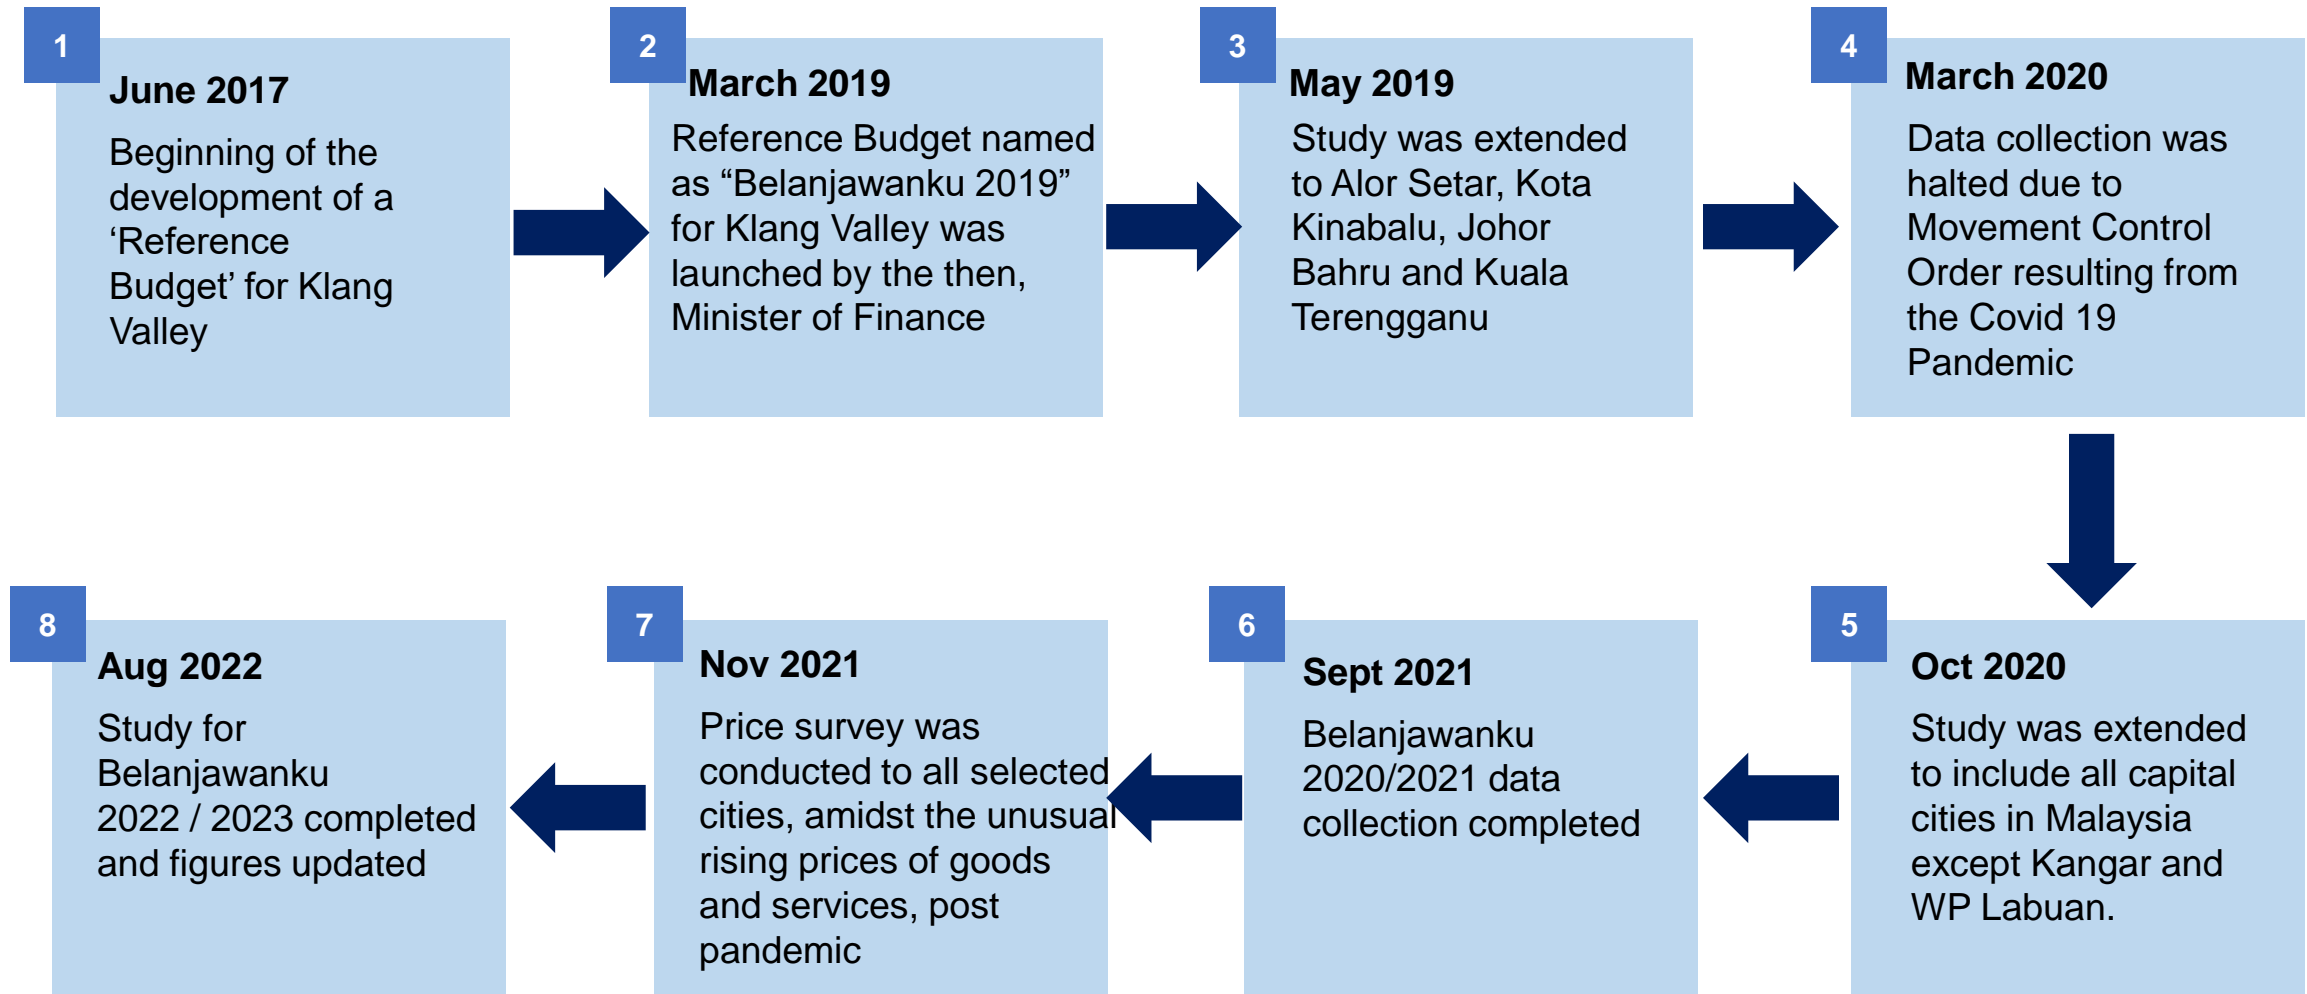 1
June 2017
Beginning of the
development of a
‘Reference
Budget’ for Klang
Valley
2
March 2019
Reference Budget named
as “Belanjawanku 2019”
for Klang Valley was
launched by the then,
Minister of Finance
3
May 2019
Study was extended
to Alor Setar, Kota
Kinabalu, Johor
Bahru and Kuala
Terengganu
4
March 2020
Data collection was
halted due to
Movement Control
Order resulting from
the Covid 19
Pandemic
5
Oct 2020
Study was extended
to include all capital
cities in Malaysia
except Kangar and
WP Labuan.
6
Sept 2021
Belanjawanku
2020/2021 data
collection completed
7
Nov 2021
Price survey was
conducted to all selected
cities, amidst the unusual
rising prices of goods
and services, post
pandemic
8
Aug 2022
Study for
Belanjawanku
2022 / 2023 completed
and figures updated